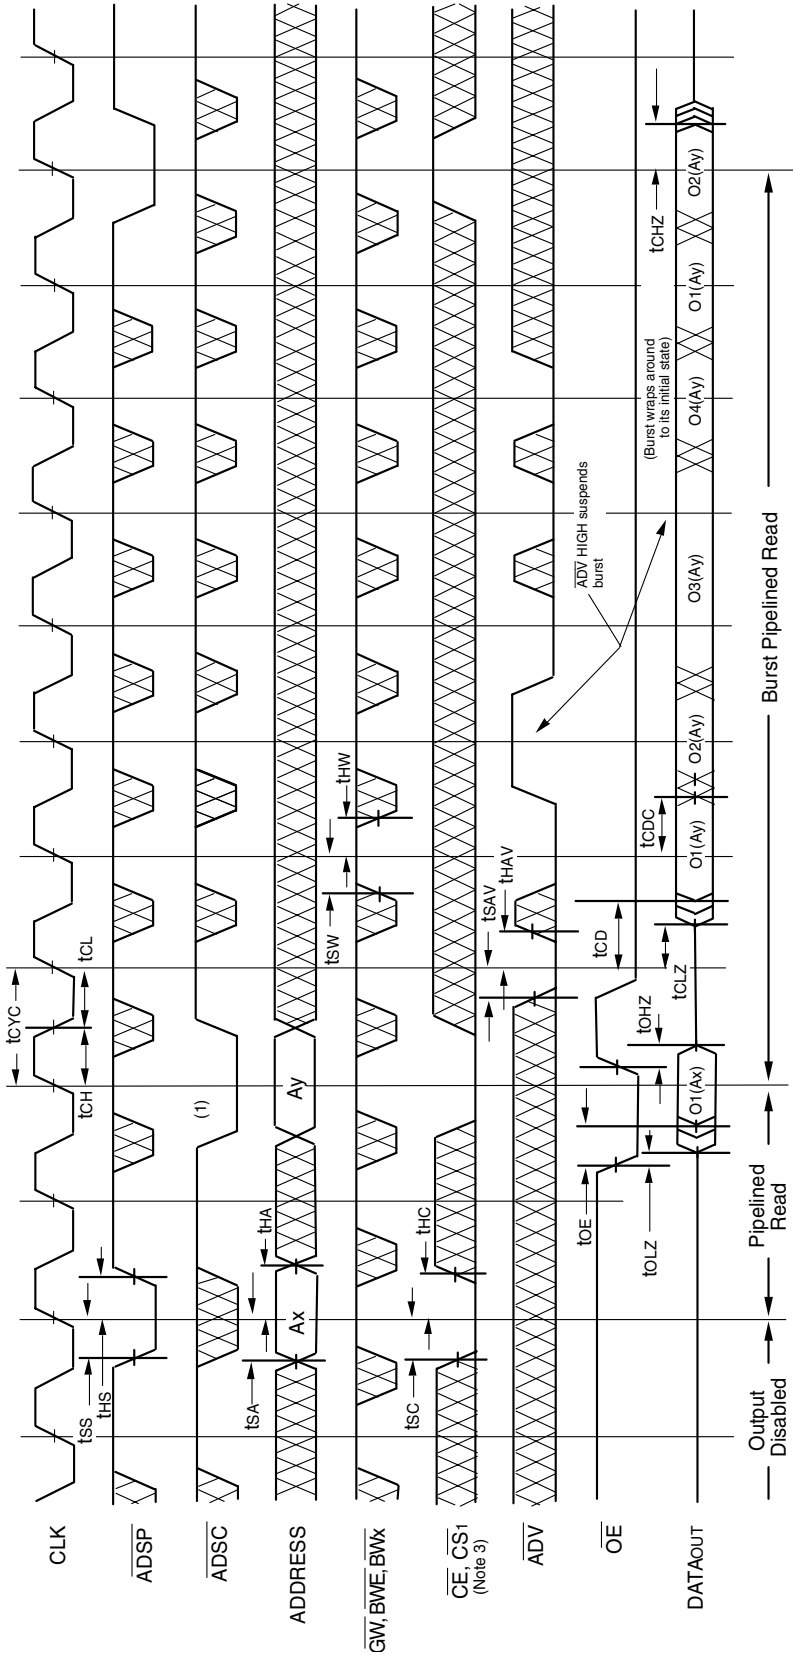 CLK
ADSP
ADSC
ADDRESS
GW, BWE, BWx
CE, CS1
(Note 3)
ADV
OE
DATAOUT
tCYC
tCH
tCL
tSS
tHS
(1)
tSA
tHA
Ax
Ay
tSW
tHW
tSC
tHC
tSAV
tHAV
ADV HIGH suspends
burst
tOE
tOHZ
tCD
tOLZ
tCLZ
tCDC
tCHZ
(Burst wraps around
to its initial state)
O1(Ax)
O1(Ay)
O2(Ay)
O3(Ay)
O4(Ay)
O1(Ay)
O2(Ay)
Output
Disabled
Pipelined
Read
Burst Pipelined Read